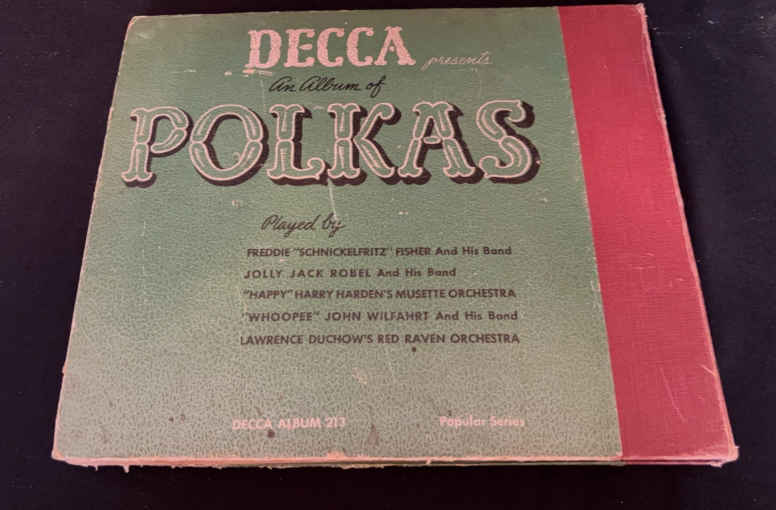 DECCA presents
An Album of
POLKAS
Played by
FREDDIE "SCHNICKELFRITZ" FISHER And His Band
JOLLY JACK ROBEL And His Band
"HAPPY" HARRY HARDEN'S MUSETTE ORCHESTRA
"WHOOPEE" JOHN WILFAHRT And His Band
LAWRENCE DUCHOW'S RED RAVEN ORCHESTRA
DECCA ALBUM 213 Popular Series